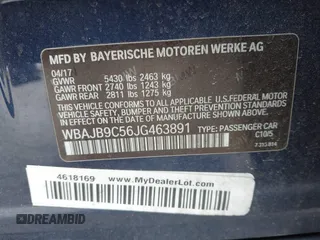 MFD BY BAYERISCHE MOTOREN WERKE AG
04/17
GVWR 5430 lbs 2463 kg
GAWR FRONT 2740 lbs 1243 kg
GAWR REAR 2811 lbs 1275 kg
THIS VEHICLE CONFORMS TO ALL APPLICABLE U.S. FEDERAL MOTOR
VEHICLE SAFETY, BUMPER, AND THEFT PREVENTION STANDARDS IN
EFFECT ON THE DATE OF MANUFACTURE SHOWN ABOVE.
WBAJB9C56JG463891 TYPE: PASSENGER CAR
C10/5
4618169
www.MyDealerLot.com
DREAMBID